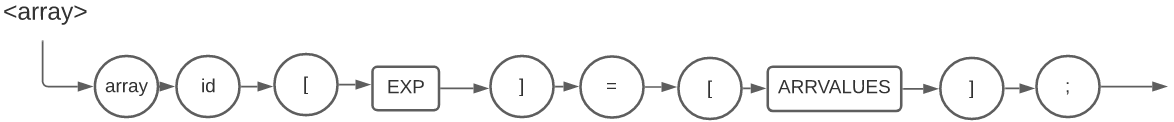 <array>
array id [ EXP ] = [ ARRVALUES ] ;